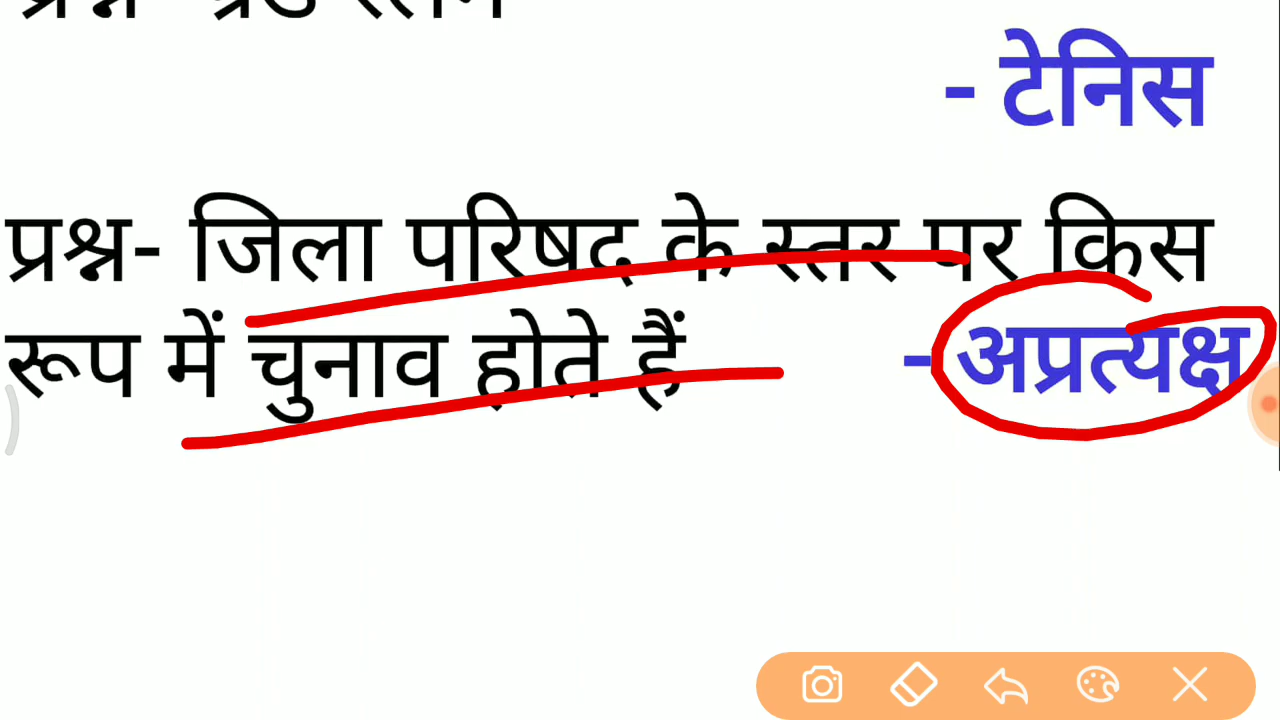 - टेनिस
प्रश्न- जिला परिषद के स्तर पर किस
रूप में चुनाव होते हैं - अप्रत्यक्ष